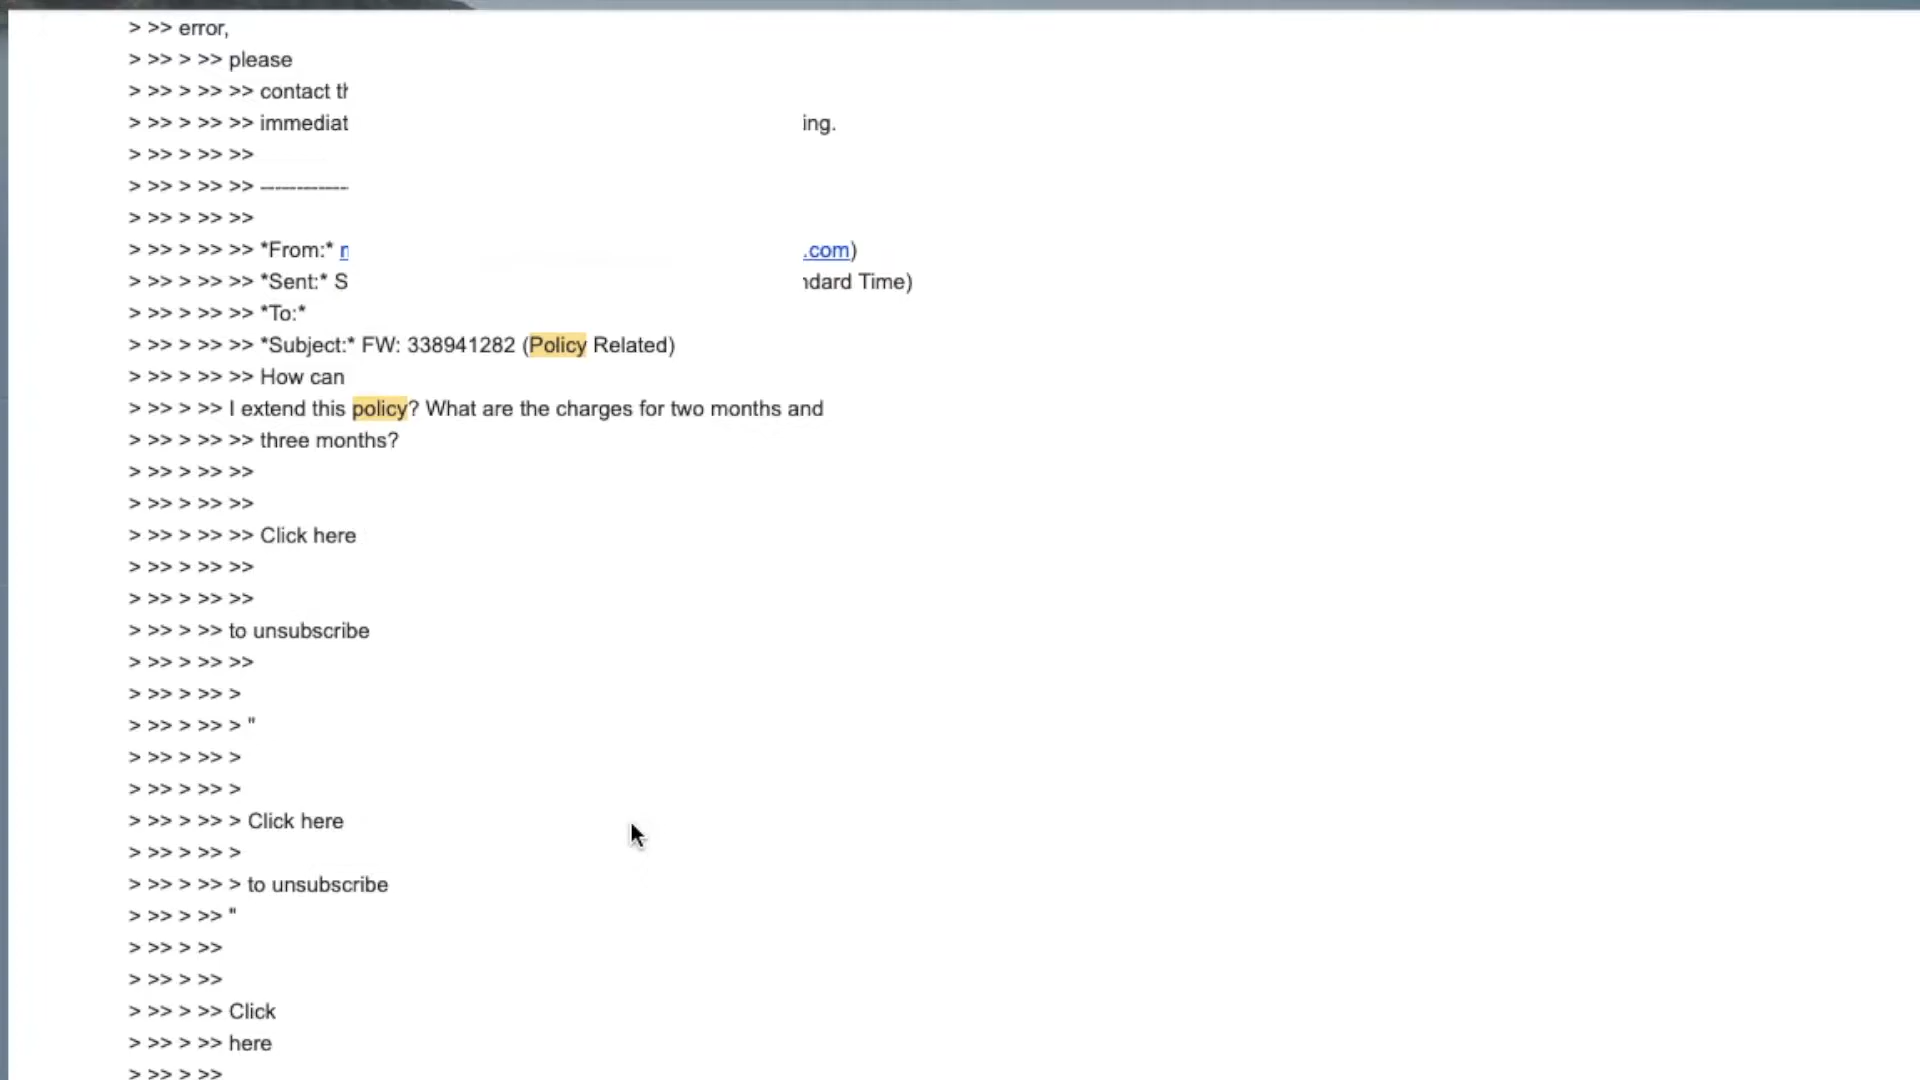 > >> error,
> >> > >> please
> >> > >> >> contact th
> >> > >> >> immediat ing.
> >> > >> >>
> >> > >> >> -------------
> >> > >> >>
> >> > >> >> *From:* .com)
> >> > >> >> *Sent:* S ndard Time)
> >> > >> >> *To:*
> >> > >> >> *Subject:* FW: 338941282 (Policy Related)
> >> > >> >> How can
> >> > >> I extend this policy? What are the charges for two months and
> >> > >> >> three months?
> >> > >> >>
> >> > >> >>
> >> > >> >> Click here
> >> > >> >>
> >> > >> >>
> >> > >> to unsubscribe
> >> > >> >>
> >> > >> >
> >> > >> > "
> >> > >> >
> >> > >> >
> >> > >> > Click here
> >> > >> >
> >> > >> > to unsubscribe
> >> > >> "
> >> > >>
> >> > >>
> >> > >> Click
> >> > >> here
> >> > >>